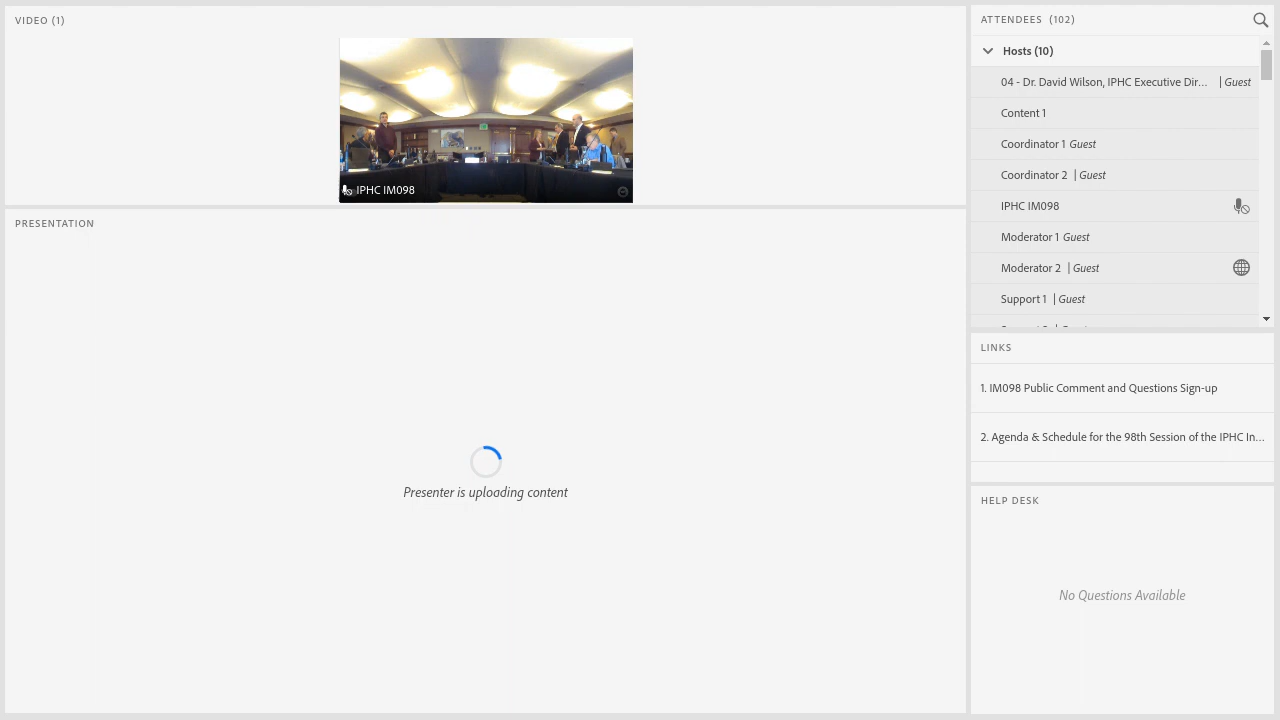 VIDEO (1)
IPHC IM098
PRESENTATION
Presenter is uploading content
ATTENDEES (102)
Hosts (10)
04 - Dr. David Wilson, IPHC Executive Dir... | Guest
Content 1
Coordinator 1 Guest
Coordinator 2 | Guest
IPHC IM098
Moderator 1 Guest
Moderator 2 | Guest
Support 1 | Guest
LINKS
1. IM098 Public Comment and Questions Sign-up
2. Agenda & Schedule for the 98th Session of the IPHC In...
HELP DESK
No Questions Available